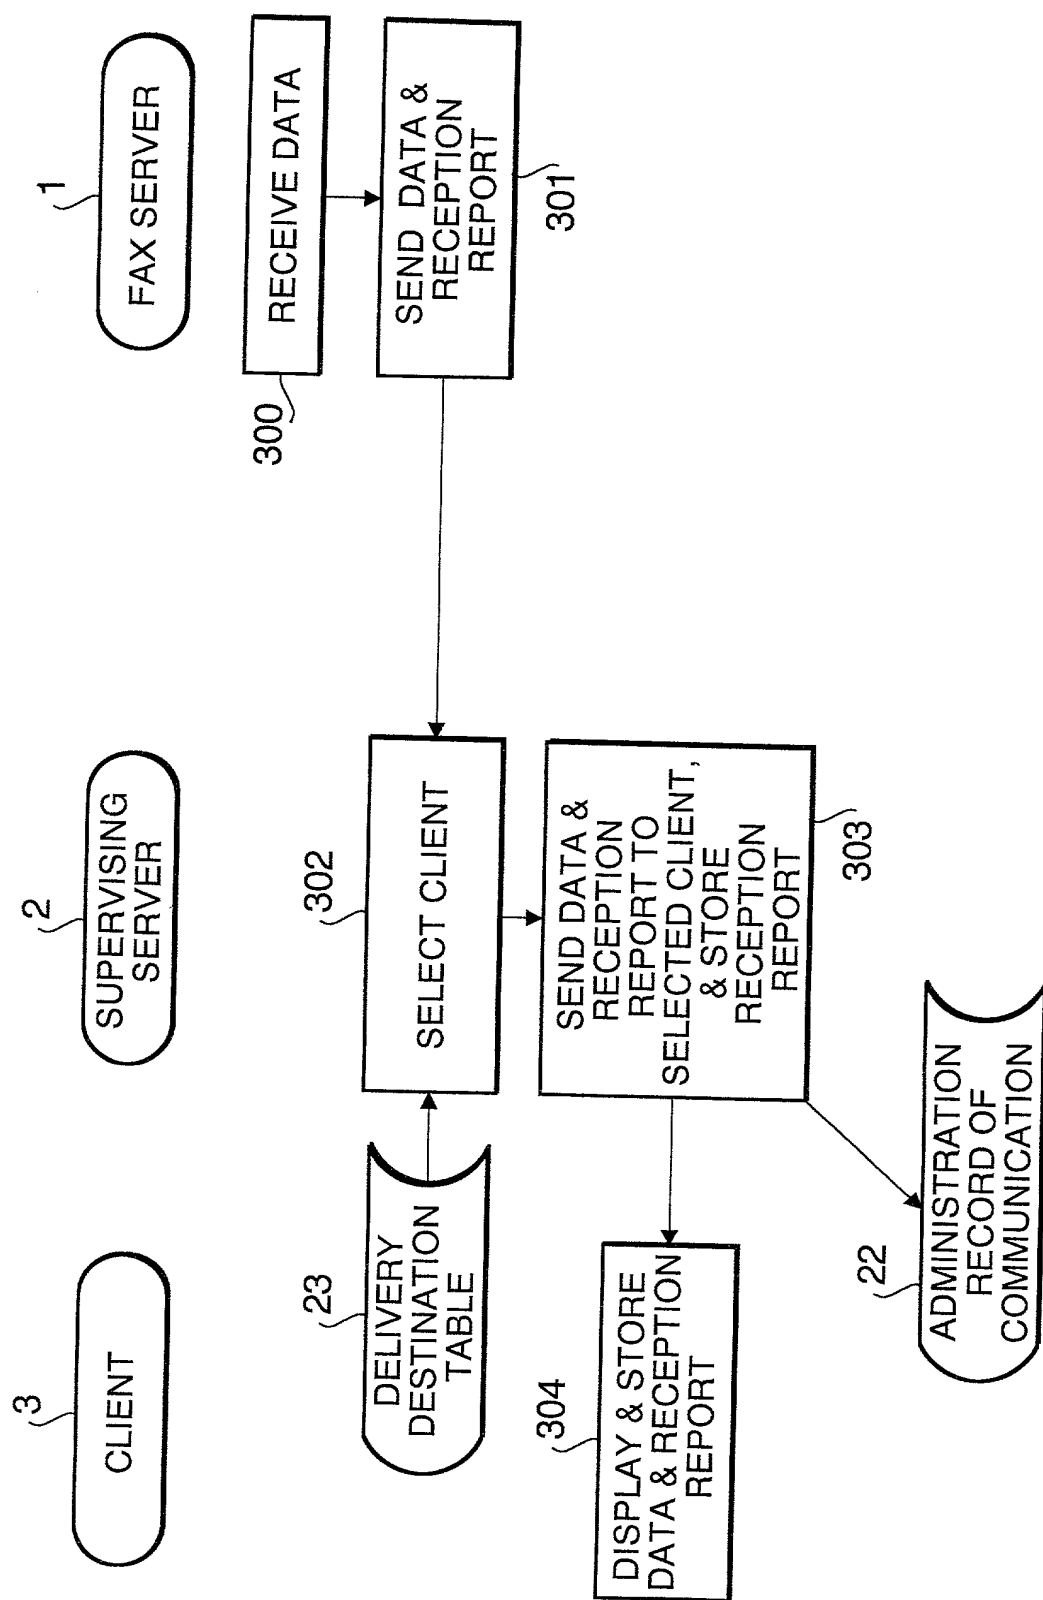 3
CLIENT
2
SUPERVISING
SERVER
1
FAX SERVER
300
RECEIVE DATA
SEND DATA &
RECEPTION
REPORT
301
23
DELIVERY
DESTINATION
TABLE
302
SELECT CLIENT
SEND DATA &
RECEPTION
REPORT TO
SELECTED CLIENT,
& STORE
RECEPTION
REPORT
303
304
DISPLAY & STORE
DATA & RECEPTION
REPORT
22
ADMINISTRATION
RECORD OF
COMMUNICATION